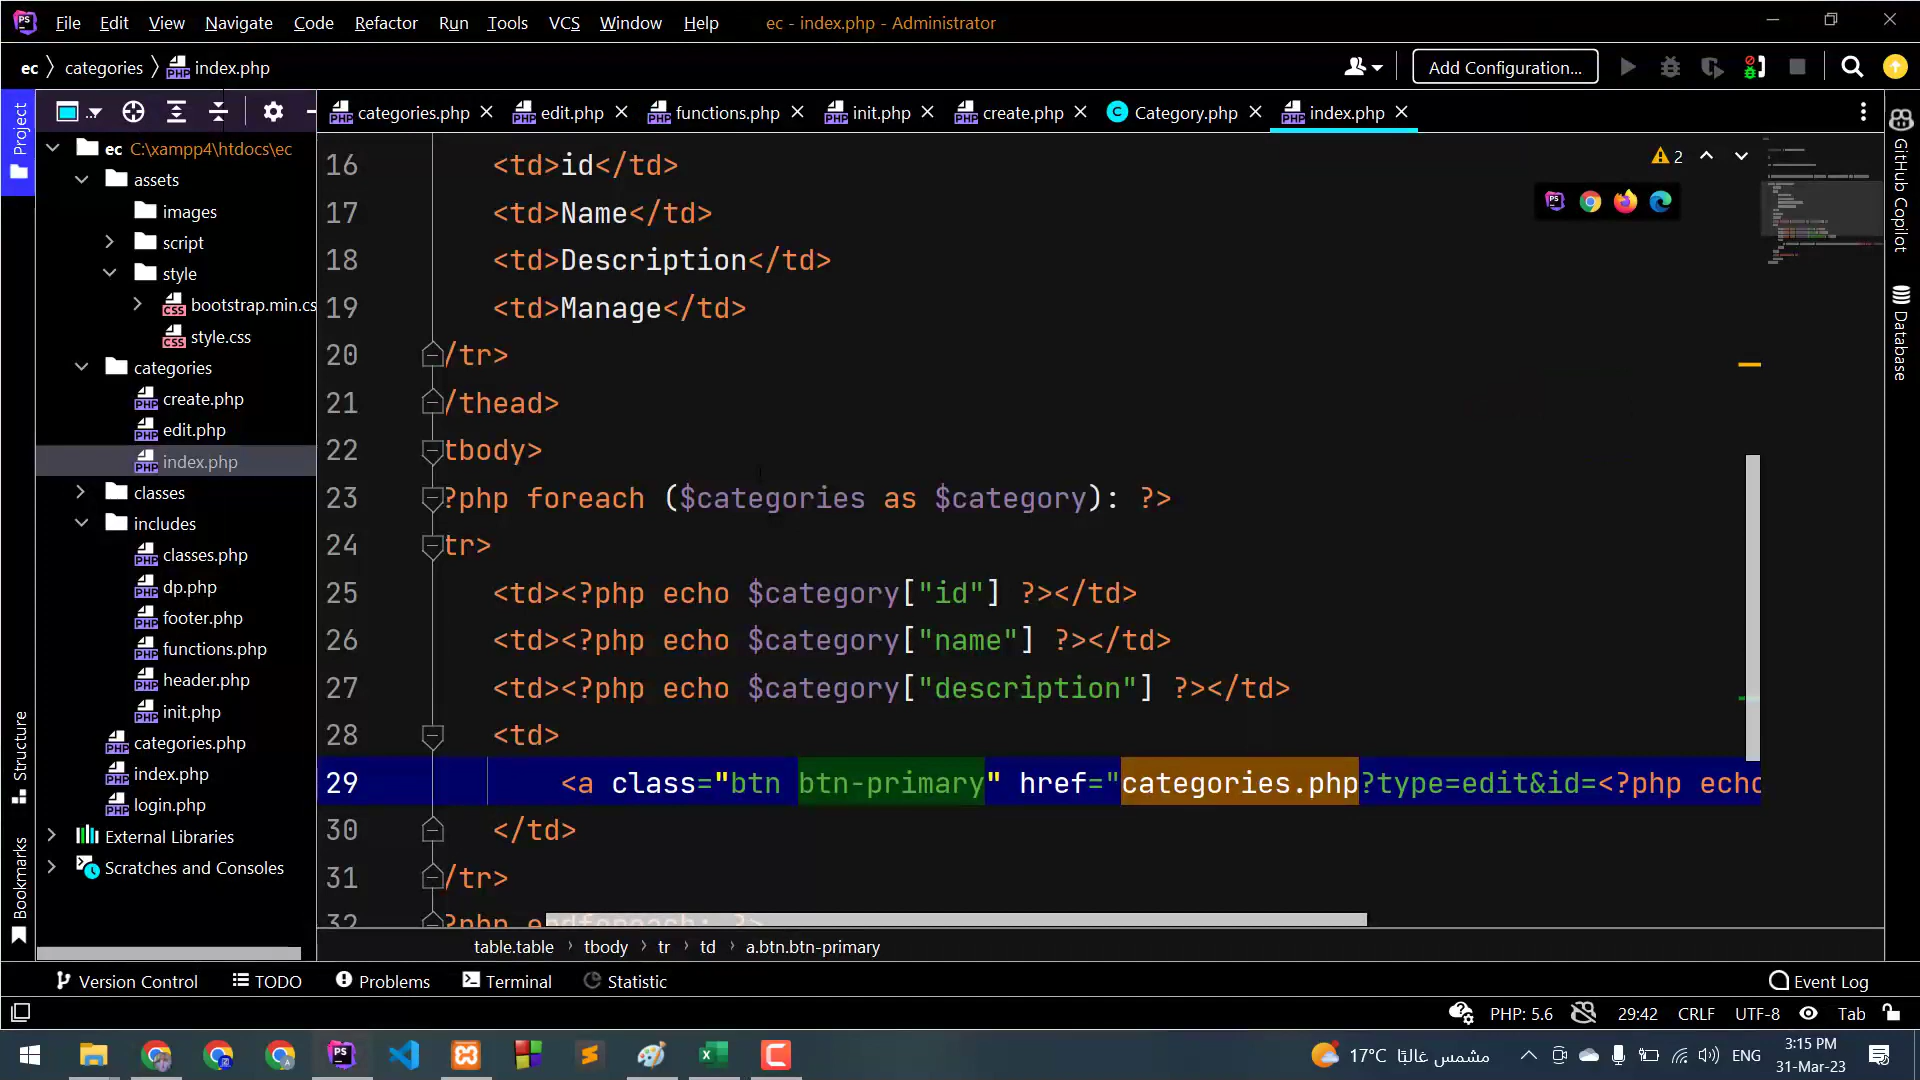 PS File Edit View Navigate Code Refactor Run Tools VCS Window Help ec - index.php - Administrator
ec categories index.php Add Configuration...
categories.php edit.php functions.php init.php create.php Category.php index.php
Project
ec C:\xampp4\htdocs\ec
assets
images
script
style
bootstrap.min.cs
style.css
categories
create.php
edit.php
index.php
classes
includes
classes.php
dp.php
footer.php
functions.php
header.php
init.php
categories.php
index.php
login.php
External Libraries
Scratches and Consoles
Structure
Bookmarks
16 <td>id</td>
17 <td>Name</td>
18 <td>Description</td>
19 <td>Manage</td>
20 /tr>
21 /thead>
22 tbody>
23 ?php foreach ($categories as $category): ?>
24 tr>
25 <td><?php echo $category["id"] ?></td>
26 <td><?php echo $category["name"] ?></td>
27 <td><?php echo $category["description"] ?></td>
28 <td>
29 <a class="btn btn-primary" href="categories.php?type=edit&id=<?php echo
30 </td>
31 /tr>
32 ?php endforeach; ?>
2
GitHub Copilot
Database
table.table tbody tr td a.btn.btn-primary
Version Control TODO Problems Terminal Statistic Event Log
PHP: 5.6 29:42 CRLF UTF-8 Tab
17°C مشمس غالبًا ENG 3:15 PM
31-Mar-23